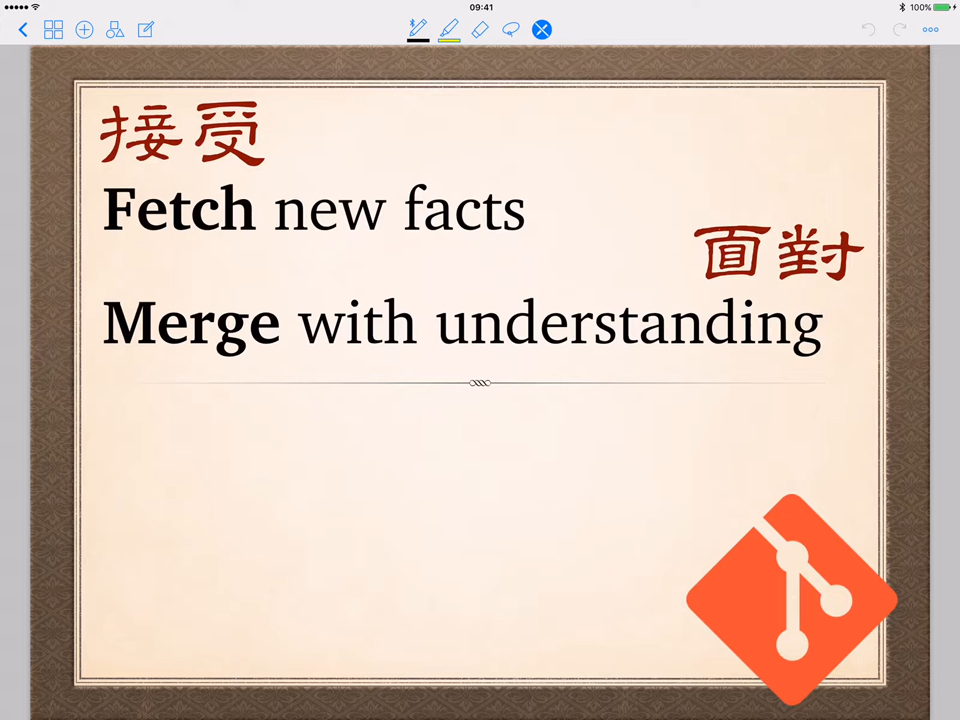 09:41
100%
接受
Fetch new facts
面對
Merge with understanding